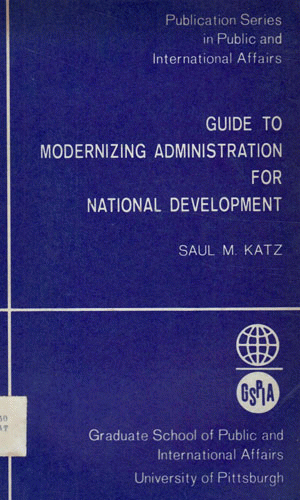 Publication Series
in Public and
International Affairs
GUIDE TO
MODERNIZING ADMINISTRATION
FOR
NATIONAL DEVELOPMENT
SAUL M. KATZ
GSPIA
Graduate School of Public and
International Affairs
University of Pittsburgh